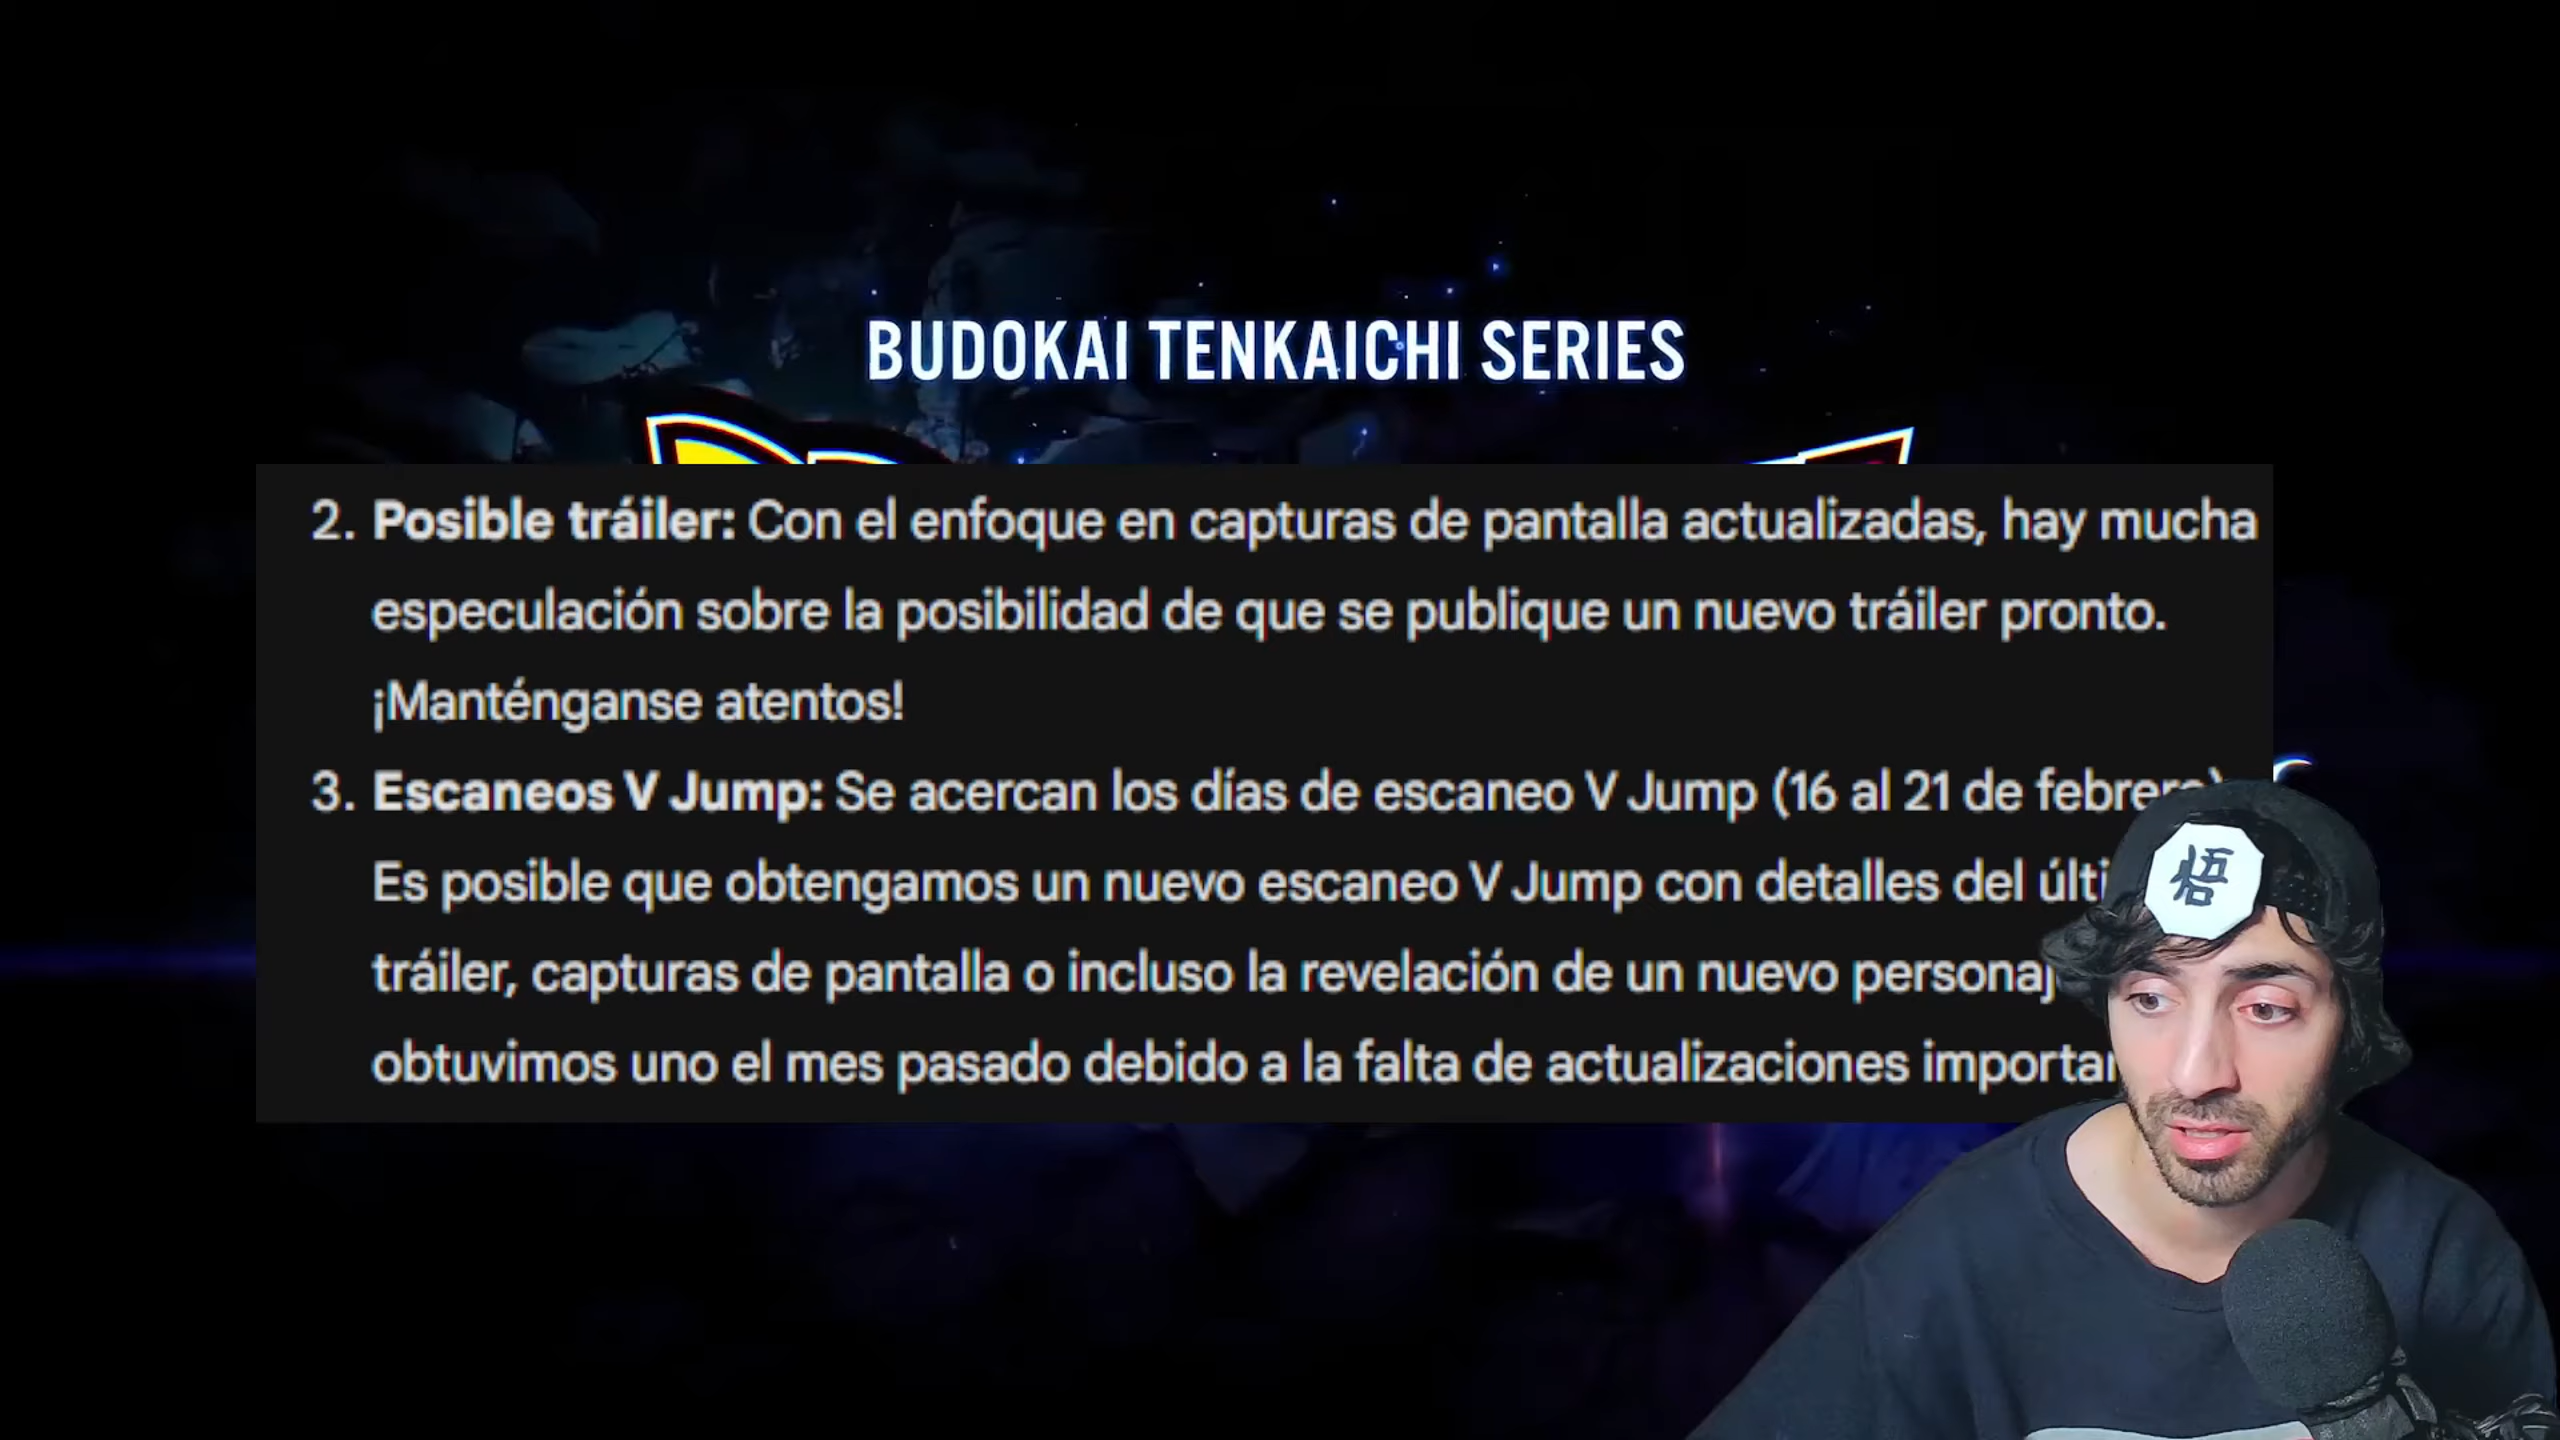 BUDOKAI TENKAICHI SERIES
2. Posible tráiler: Con el enfoque en capturas de pantalla actualizadas, hay mucha
especulación sobre la posibilidad de que se publique un nuevo tráiler pronto.
¡Manténganse atentos!
3. Escaneos V Jump: Se acercan los días de escaneo V Jump (16 al 21 de febrero)
Es posible que obtengamos un nuevo escaneo V Jump con detalles del
tráiler, capturas de pantalla o incluso la revelación de un nuevo
obtuvimos uno el mes pasado debido a la falta de actualizaciones
悟